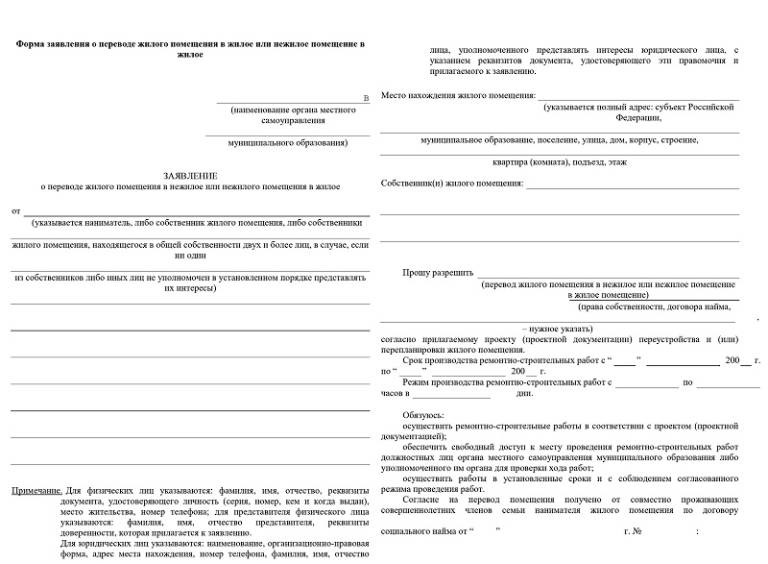 Форма заявления о переводе жилого помещения в жилое или нежилое помещение в
жилое
В
(наименование органа местного
самоуправления
муниципального образования)
ЗАЯВЛЕНИЕ
о переводе жилого помещения в нежилое или нежилого помещения в жилое
от
(указывается наниматель, либо собственник жилого помещения, либо собственники
жилого помещения, находящегося в общей собственности двух и более лиц, в случае, если
ни один
из собственников либо иных лиц не уполномочен в установленном порядке представлять
их интересы)
Примечание. Для физических лиц указываются: фамилия, имя, отчество, реквизиты
документа, удостоверяющего личность (серия, номер, кем и когда выдан),
место жительства, номер телефона; для представителя физического лица
указываются: фамилия, имя, отчество представителя, реквизиты
доверенности, которая прилагается к заявлению.
Для юридических лиц указываются: наименование, организационно-правовая
форма, адрес места нахождения, номер телефона, фамилия, имя, отчество
лица, уполномоченного представлять интересы юридического лица, с
указанием реквизитов документа, удостоверяющего эти правомочия и
прилагаемого к заявлению.
Место нахождения жилого помещения:
(указывается полный адрес: субъект Российской
Федерации,
муниципальное образование, поселение, улица, дом, корпус, строение,
квартира (комната), подъезд, этаж
Собственник(и) жилого помещения:
Прошу разрешить
(перевод жилого помещения в нежилое или нежилое помещение
в жилое помещение)
(права собственности, договора найма,
,
– нужное указать)
согласно прилагаемому проекту (проектной документации) переустройства и (или)
перепланировки жилого помещения.
Срок производства ремонтно-строительных работ с “ ” 200 г.
по “ ” 200 г.
Режим производства ремонтно-строительных работ с по
часов в дни.
Обязуюсь:
осуществить ремонтно-строительные работы в соответствии с проектом (проектной
документацией);
обеспечить свободный доступ к месту проведения ремонтно-строительных работ
должностных лиц органа местного самоуправления муниципального образования либо
уполномоченного им органа для проверки хода работ;
осуществить работы в установленные сроки и с соблюдением согласованного
режима проведения работ.
Согласие на перевод помещения получено от совместно проживающих
совершеннолетних членов семьи нанимателя жилого помещения по договору
социального найма от “ ” г. № :